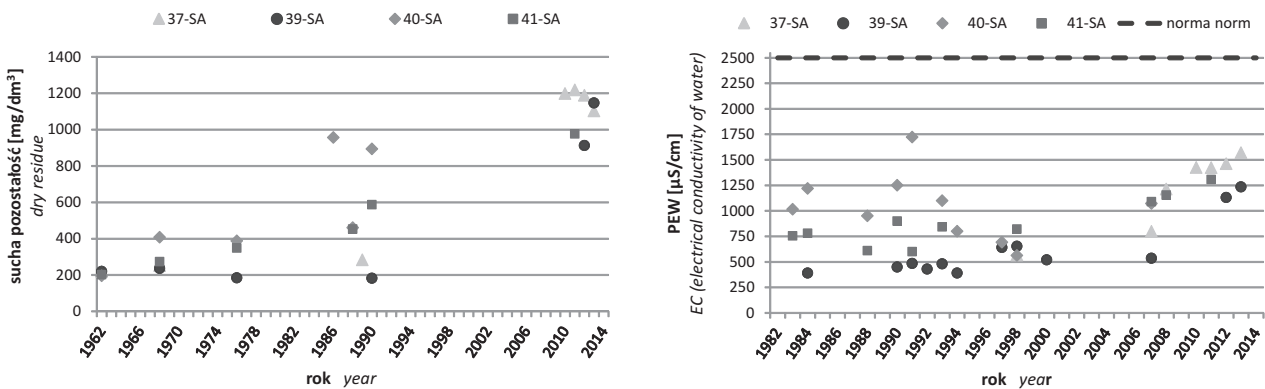 37-SA 39-SA 40-SA 41-SA
sucha pozostałość [mg/dm³]
dry residue
1400
1200
1000
800
600
400
200
0
1962 1966 1970 1974 1978 1982 1986 1990 1994 1998 2002 2006 2010 2014
rok year
37-SA 39-SA 40-SA 41-SA norma norm
PEW [µS/cm]
EC (electrical conductivity of water)
2500
2250
2000
1750
1500
1250
1000
750
500
250
0
1982 1984 1986 1988 1990 1992 1994 1996 1998 2000 2002 2004 2006 2008 2010 2012 2014
rok year